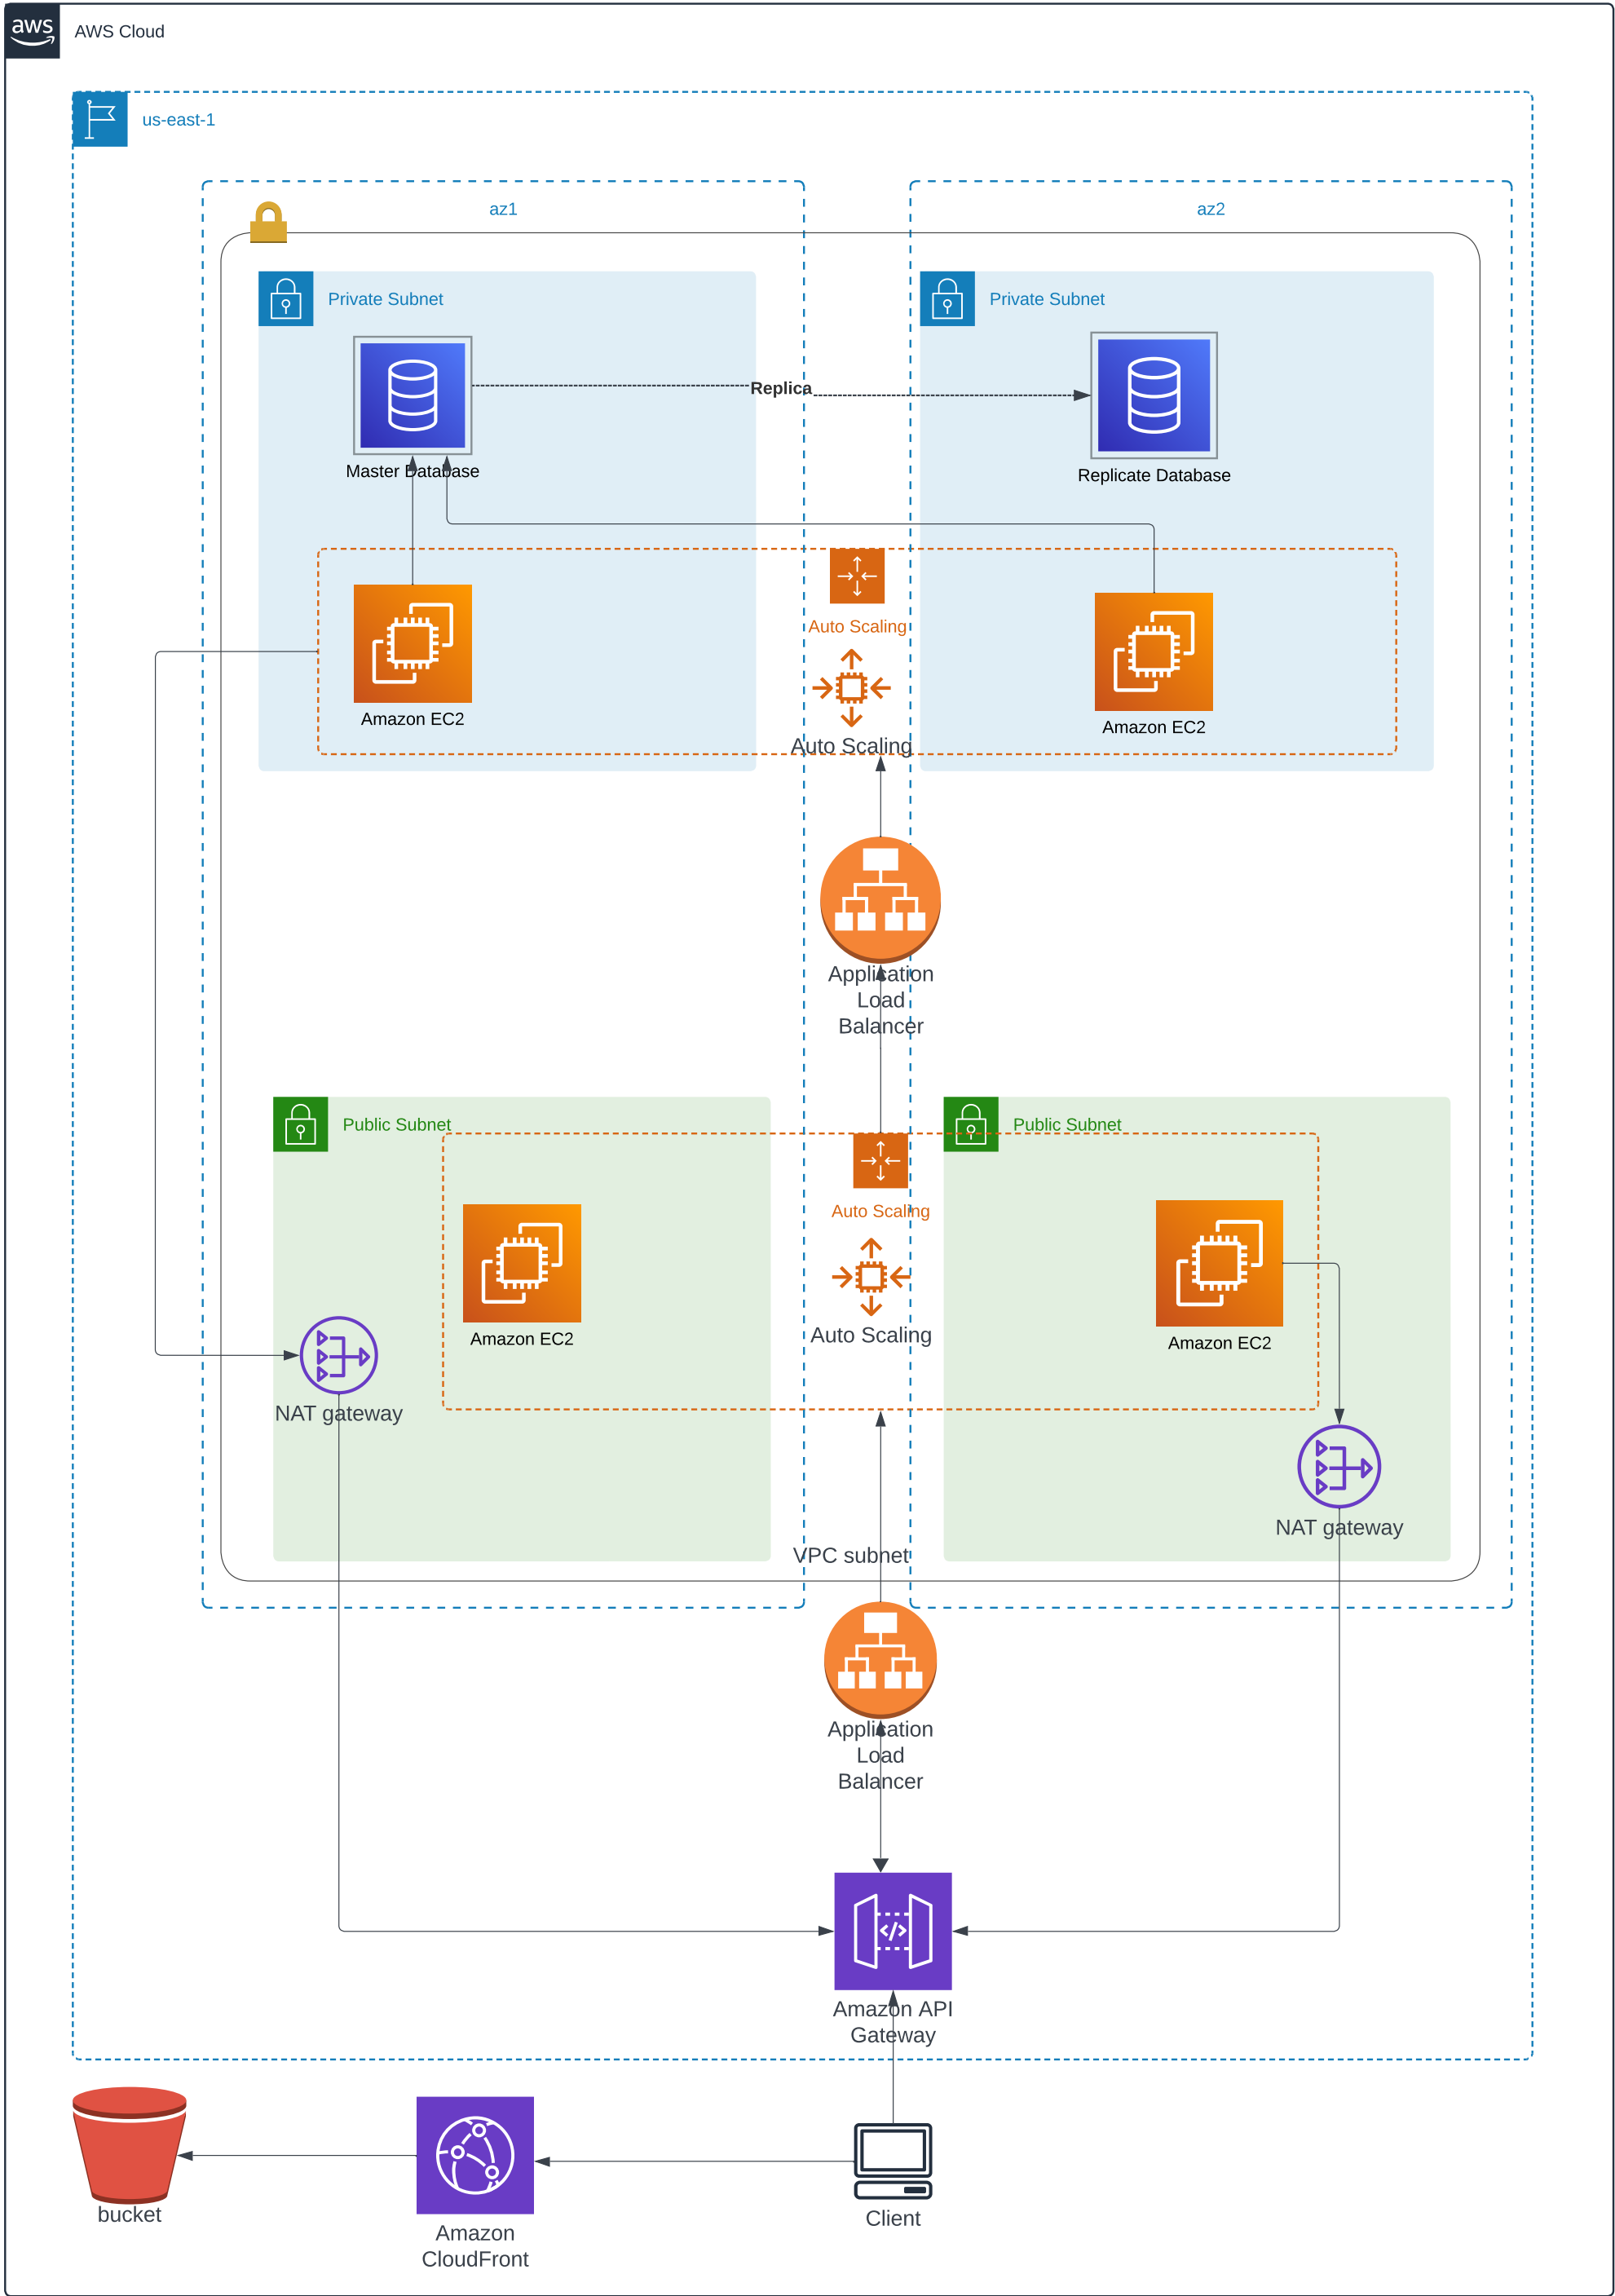 aws
AWS Cloud
us-east-1
az1
az2
Private Subnet
Private Subnet
Replica
Master Database
Replicate Database
Auto Scaling
Amazon EC2
Amazon EC2
Auto Scaling
Application
Load
Balancer
Public Subnet
Public Subnet
Auto Scaling
Amazon EC2
Amazon EC2
Auto Scaling
NAT gateway
NAT gateway
VPC subnet
Application
Load
Balancer
</>
Amazon API
Gateway
bucket
Client
Amazon
CloudFront